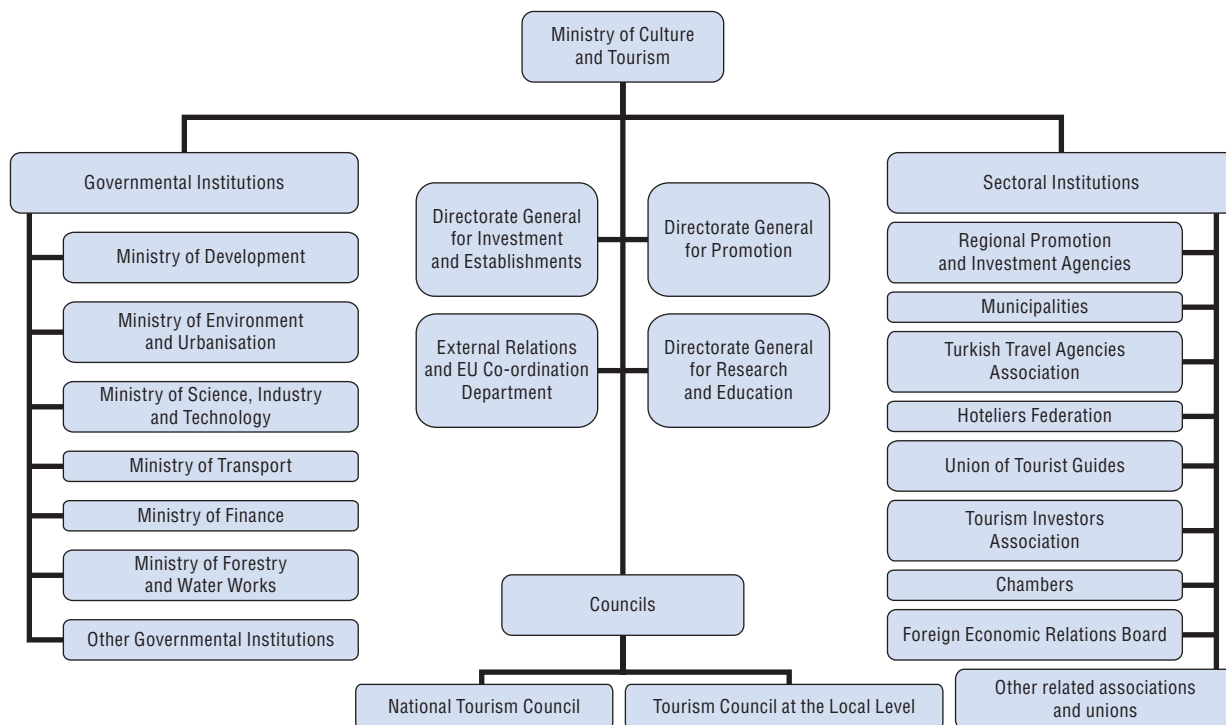 Ministry of Culture
and Tourism
Governmental Institutions
Ministry of Development
Ministry of Environment
and Urbanisation
Ministry of Science, Industry
and Technology
Ministry of Transport
Ministry of Finance
Ministry of Forestry
and Water Works
Other Governmental Institutions
Directorate General
for Investment
and Establishments
Directorate General
for Promotion
External Relations
and EU Co-ordination
Department
Directorate General
for Research
and Education
Councils
National Tourism Council
Tourism Council at the Local Level
Sectoral Institutions
Regional Promotion
and Investment Agencies
Municipalities
Turkish Travel Agencies
Association
Hoteliers Federation
Union of Tourist Guides
Tourism Investors
Association
Chambers
Foreign Economic Relations Board
Other related associations
and unions